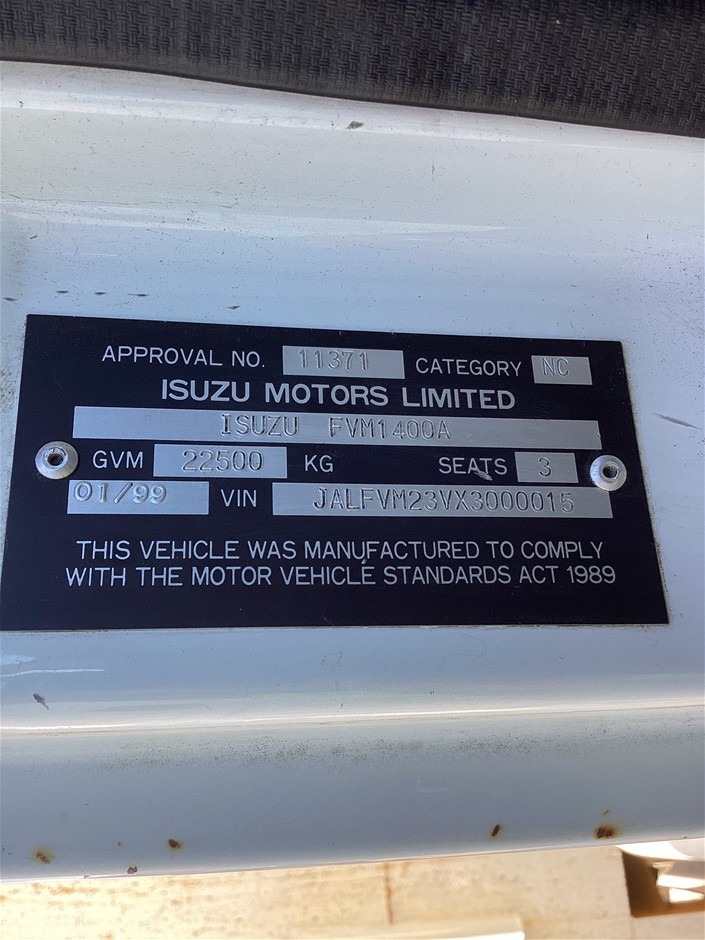 APPROVAL NO. 11371 CATEGORY NC
ISUZU MOTORS LIMITED
ISUZU FVM1400A
GVM 22500 KG SEATS 3
01/99 VIN JALFVM23VX3000015
THIS VEHICLE WAS MANUFACTURED TO COMPLY
WITH THE MOTOR VEHICLE STANDARDS ACT 1989